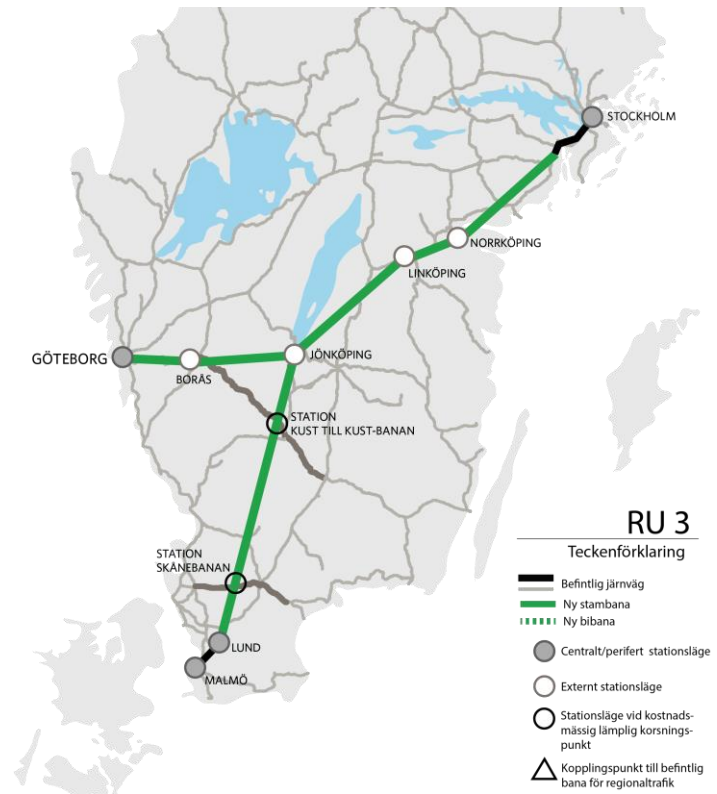 STOCKHOLM
NORRKÖPING
LINKÖPING
GÖTEBORG
JÖNKÖPING
BORÅS
STATION
KUST TILL KUST-BANAN
STATION
SKÅNEBANAN
LUND
MALMÖ
RU 3
Teckenförklaring
Befintlig järnväg
Ny stambana
Ny bibana
Centralt/perifert stationsläge
Externt stationsläge
Stationsläge vid kostnads-
mässig lämplig korsnings-
punkt
Kopplingspunkt till befintlig
bana för regionaltrafik